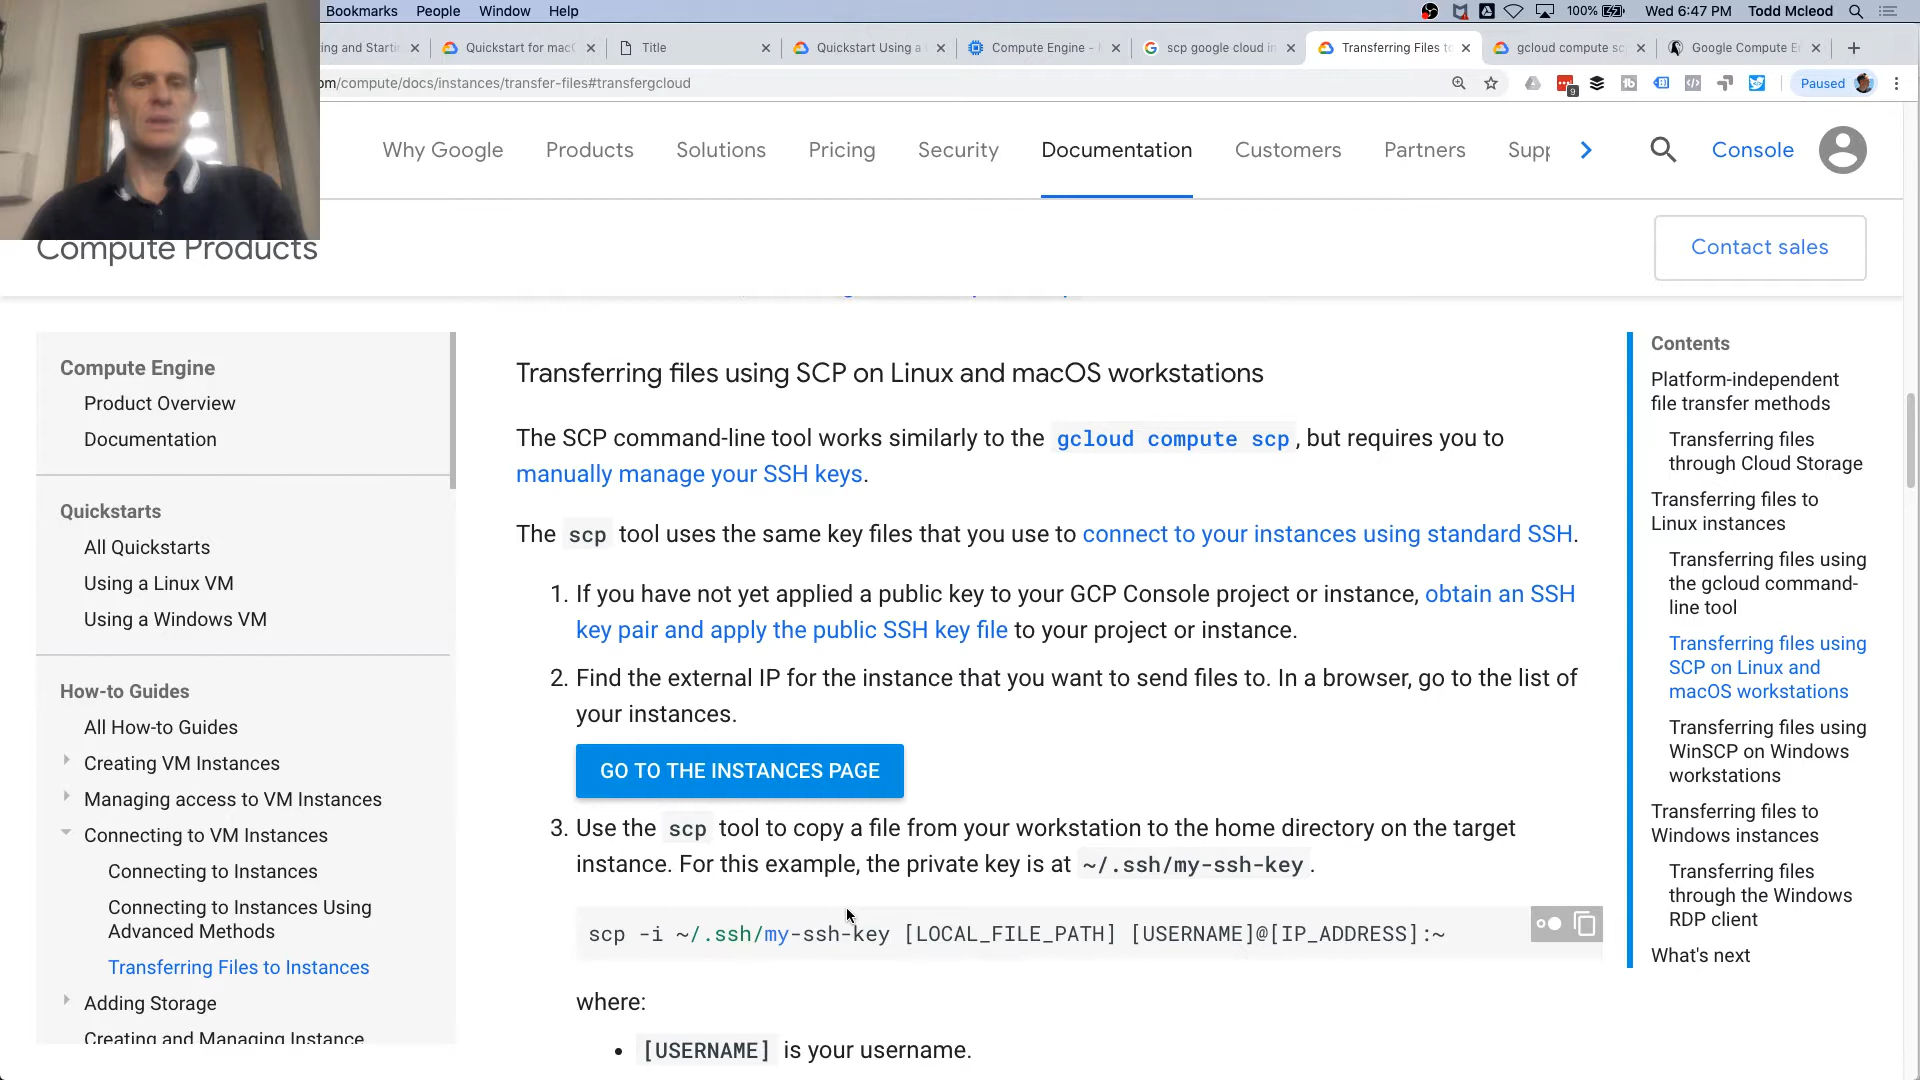 Bookmarks People Window Help 100% Wed 6:47 PM Todd Mcleod
ing and Starti Quickstart for mac Title Quickstart Using a Compute Engine - scp google cloud in Transferring Files to gcloud compute sc Google Compute E
om/compute/docs/instances/transfer-files#transfergcloud 9 Paused
Why Google Products Solutions Pricing Security Documentation Customers Partners Supp Console
Compute Products
Contact sales
Compute Engine
Product Overview
Documentation
Quickstarts
All Quickstarts
Using a Linux VM
Using a Windows VM
How-to Guides
All How-to Guides
Creating VM Instances
Managing access to VM Instances
Connecting to VM Instances
Connecting to Instances
Connecting to Instances Using
Advanced Methods
Transferring Files to Instances
Adding Storage
Creating and Managing Instance
Transferring files using SCP on Linux and macOS workstations
The SCP command-line tool works similarly to the gcloud compute scp, but requires you to
manually manage your SSH keys.
The scp tool uses the same key files that you use to connect to your instances using standard SSH.
1. If you have not yet applied a public key to your GCP Console project or instance, obtain an SSH
key pair and apply the public SSH key file to your project or instance.
2. Find the external IP for the instance that you want to send files to. In a browser, go to the list of
your instances.
GO TO THE INSTANCES PAGE
3. Use the scp tool to copy a file from your workstation to the home directory on the target
instance. For this example, the private key is at ~/.ssh/my-ssh-key.
scp -i ~/.ssh/my-ssh-key [LOCAL_FILE_PATH] [USERNAME]@[IP_ADDRESS]:~
where:
• [USERNAME] is your username.
Contents
Platform-independent
file transfer methods
Transferring files
through Cloud Storage
Transferring files to
Linux instances
Transferring files using
the gcloud command-
line tool
Transferring files using
SCP on Linux and
macOS workstations
Transferring files using
WinSCP on Windows
workstations
Transferring files to
Windows instances
Transferring files
through the Windows
RDP client
What's next